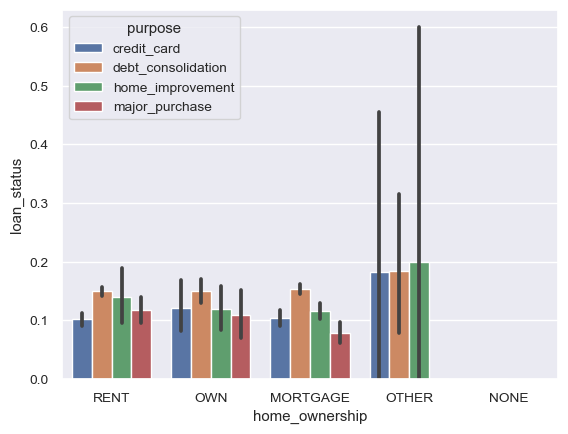 purpose
credit_card
debt_consolidation
home_improvement
major_purchase
loan_status
0.6
0.5
0.4
0.3
0.2
0.1
0.0
RENT OWN MORTGAGE OTHER NONE
home_ownership